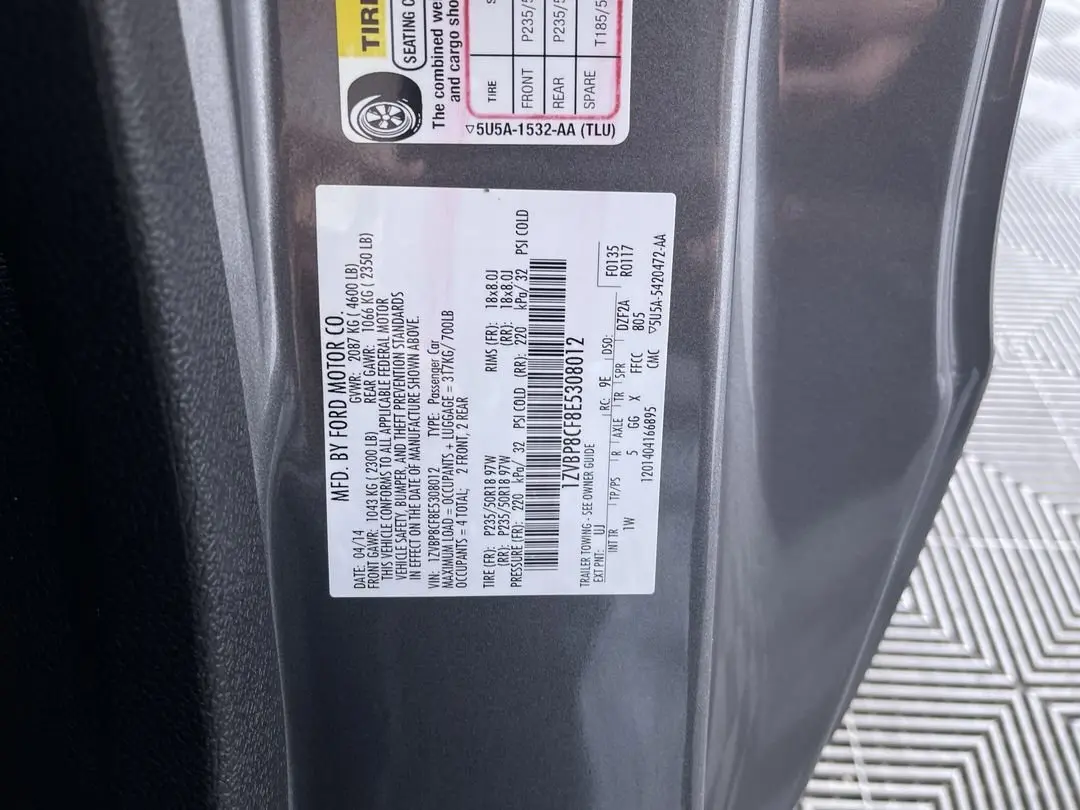 TIRE
SEATING C
The combined we
and cargo sho
TIRE S
FRONT P235/5
REAR P235/5
SPARE T185/5
▽5U5A-1532-AA (TLU)
MFD. BY FORD MOTOR CO.
DATE: 04/14 GVWR: 2087 KG ( 4600 LB)
FRONT GAWR: 1043 KG ( 2300 LB) REAR GAWR: 1066 KG ( 2350 LB)
THIS VEHICLE CONFORMS TO ALL APPLICABLE FEDERAL MOTOR
VEHICLE SAFETY, BUMPER, AND THEFT PREVENTION STANDARDS
IN EFFECT ON THE DATE OF MANUFACTURE SHOWN ABOVE.
VIN: 1ZVBP8CF8E5308012 TYPE: Passenger Car
MAXIMUM LOAD = OCCUPANTS + LUGGAGE = 317KG/ 700LB
OCCUPANTS = 4 TOTAL; 2 FRONT, 2 REAR
TIRE (FR): P235/50R18 97W RIMS (FR): 18x8.0J
(RR): P235/50R18 97W (RR): 18x8.0J
PRESSURE (FR): 220 kPa/ 32 PSI COLD (RR): 220 kPa/ 32 PSI COLD
1ZVBP8CF8E5308012
TRAILER TOWING - SEE OWNER GUIDE
EXT PNT: UJ RC: 9E DSO: F0135
INT TR TP/PS R AXLE TR SPR DZF2A R0117
1W 5 GG X FFCC 805
1201404166895 CMC ▽5U5A-5420472-AA